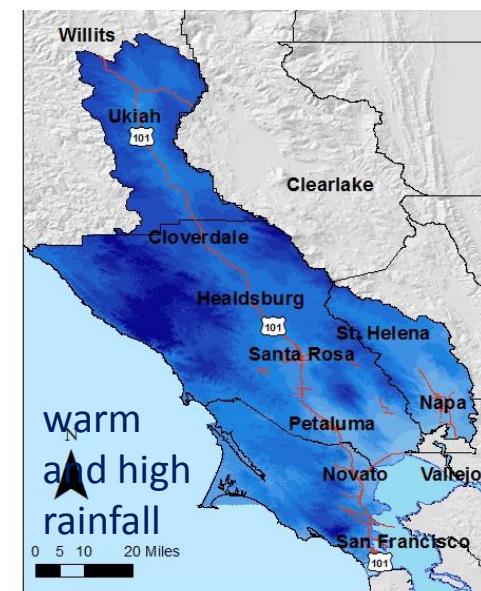 Willits
Ukiah
101
Clearlake
Cloverdale
Healdsburg
101
St. Helena
Santa Rosa
Napa
Petaluma
warm
N
and high
Novato Vallejo
rainfall
San Francisco
0 5 10 20 Miles
101